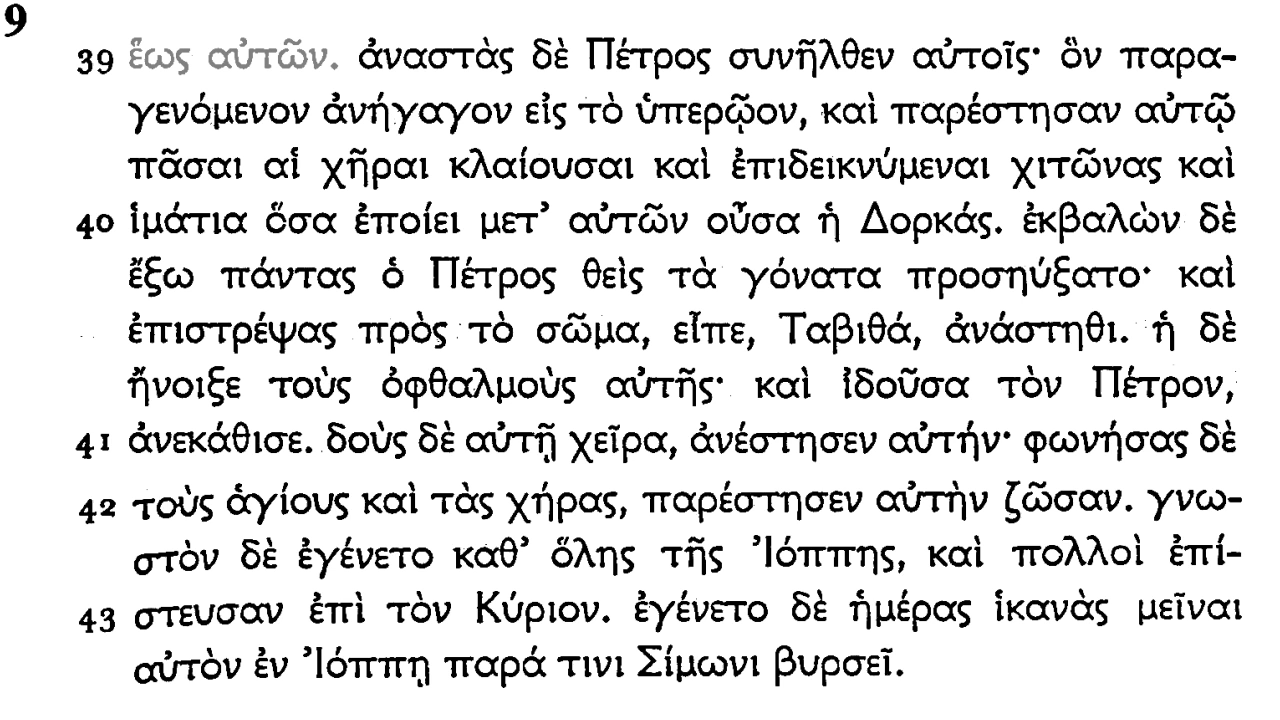 9
39 ἕως αὐτῶν. ἀναστὰς δὲ Πέτρος συνῆλθεν αὐτοῖς· ὃν παρα-
γενόμενον ἀνήγαγον εἰς τὸ ὑπερῷον, καὶ παρέστησαν αὐτῷ
πᾶσαι αἱ χῆραι κλαίουσαι καὶ ἐπιδεικνύμεναι χιτῶνας καὶ
40 ἱμάτια ὅσα ἐποίει μετ’ αὐτῶν οὖσα ἡ Δορκάς. ἐκβαλὼν δὲ
ἔξω πάντας ὁ Πέτρος θεὶς τὰ γόνατα προσηύξατο· καὶ
ἐπιστρέψας πρὸς τὸ σῶμα, εἶπε, Ταβιθά, ἀνάστηθι. ἡ δὲ
ἤνοιξε τοὺς ὀφθαλμοὺς αὐτῆς· καὶ ἰδοῦσα τὸν Πέτρον,
41 ἀνεκάθισε. δοὺς δὲ αὐτῇ χεῖρα, ἀνέστησεν αὐτήν· φωνήσας δὲ
42 τοὺς ἁγίους καὶ τὰς χήρας, παρέστησεν αὐτὴν ζῶσαν. γνω-
στὸν δὲ ἐγένετο καθ’ ὅλης τῆς Ἰόππης, καὶ πολλοὶ ἐπί-
43 στευσαν ἐπὶ τὸν Κύριον. ἐγένετο δὲ ἡμέρας ἱκανὰς μεῖναι
αὐτὸν ἐν Ἰόππῃ παρά τινι Σίμωνι βυρσεῖ.